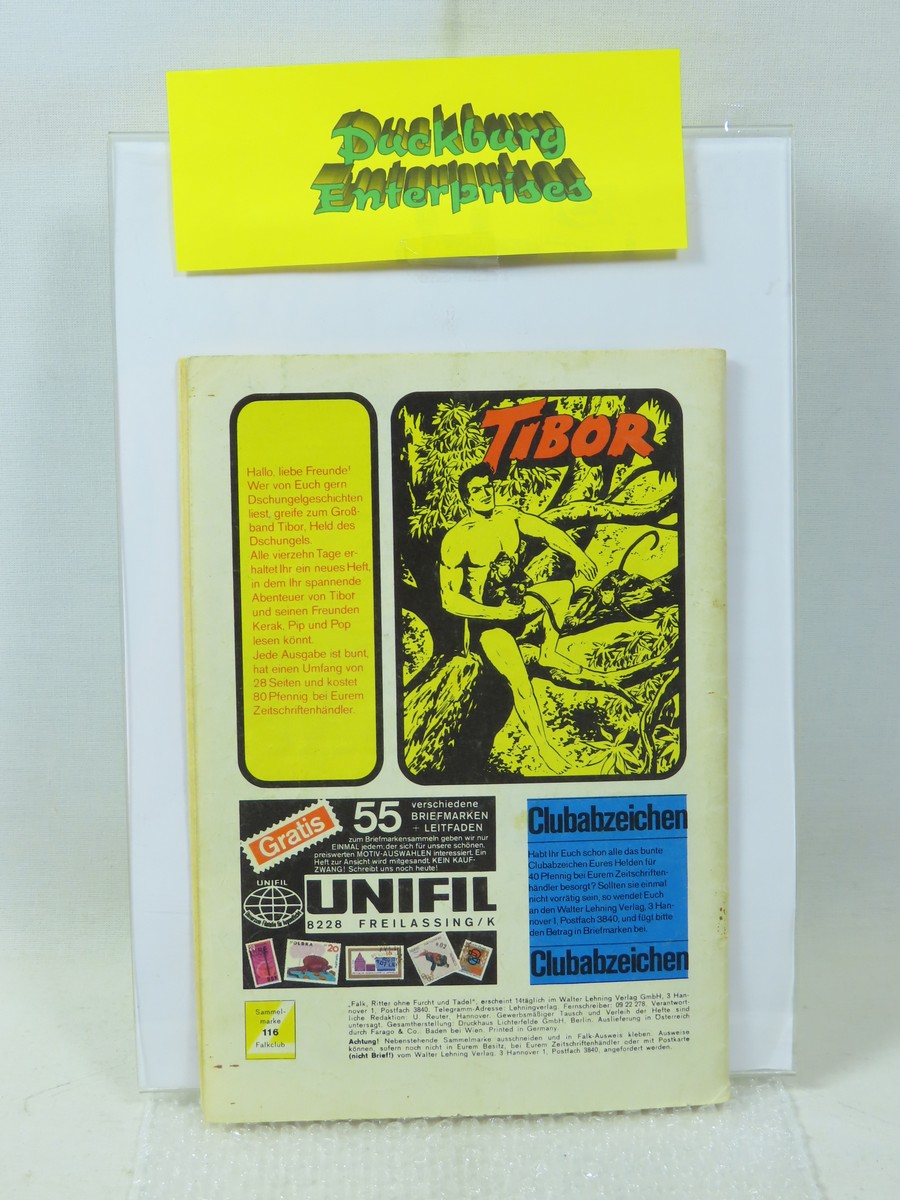 Duckburg
Enterprises
TIBOR
Hallo, liebe Freunde!
Wer von Euch gern
Dschungelgeschichten
liest, greife zum Groß-
band Tibor, Held des
Dschungels.
Alle vierzehn Tage er-
haltet Ihr ein neues Heft,
in dem Ihr spannende
Abenteuer von Tibor
und seinen Freunden
Kerak, Pip und Pop
lesen könnt.
Jede Ausgabe ist bunt,
hat einen Umfang von
28 Seiten und kostet
80 Pfennig bei Eurem
Zeitschriftenhändler.
Gratis
55 verschiedene
BRIEFMARKEN
+ LEITFADEN
zum Briefmarkensammeln geben wir nur
EINMAL jedem, der sich für unsere schönen,
preiswerten MOTIV-AUSWAHLEN interessiert. Ein
Heft zur Ansicht wird mitgesandt. KEIN KAUF-
ZWANG! Schreibt uns noch heute!
UNIFIL
UNIFIL
8228 FREILASSING/K
POLSKA
20
Clubabzeichen
Habt Ihr Euch schon alle das bunte
Clubabzeichen Eures Helden für
40 Pfennig bei Eurem Zeitschriften-
händler besorgt? Sollten sie einmal
nicht vorrätig sein, so wendet Euch
an den Walter Lehning Verlag, 3 Han-
nover 1, Postfach 3840, und fügt bitte
den Betrag in Briefmarken bei.
Clubabzeichen
Sammel-
marke
116
Falkclub
„Falk, Ritter ohne Furcht und Tadel", erscheint 14täglich im Walter Lehning Verlag GmbH, 3 Han-
nover 1, Postfach 3840. Telegramm-Adresse: Lehningverlag. Fernschreiber: 09 22 278. Verantwort-
liche Redaktion: U. Reuter, Hannover. Gewerbsmäßiger Tausch und Verleih der Hefte sind
untersagt. Gesamtherstellung: Druckhaus Lichterfelde GmbH, Berlin. Auslieferung in Österreich
durch Farago & Co., Baden bei Wien. Printed in Germany.
Achtung! Nebenstehende Sammelmarke ausschneiden und in Falk-Ausweis kleben. Ausweise
können, sofern noch nicht in Eurem Besitz, bei Eurem Zeitschriftenhändler oder mit Postkarte
(nicht Brief!) vom Walter Lehning Verlag, 3 Hannover 1, Postfach 3840, angefordert werden.